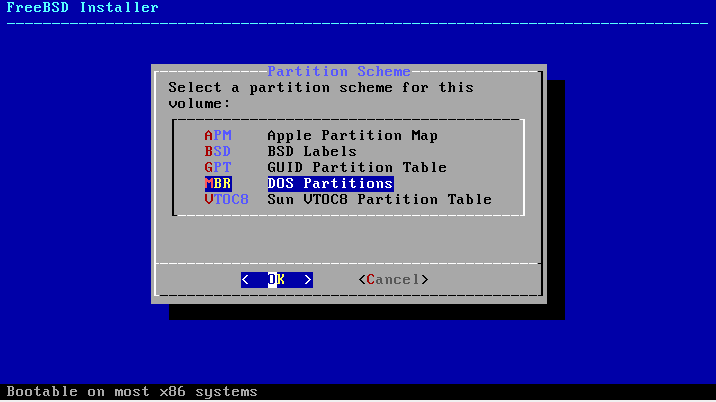 FreeBSD Installer
Partition Scheme
Select a partition scheme for this
volume:
APM Apple Partition Map
BSD BSD Labels
GPT GUID Partition Table
MBR DOS Partitions
VTOC8 Sun VTOC8 Partition Table
< OK > <Cancel>
Bootable on most x86 systems